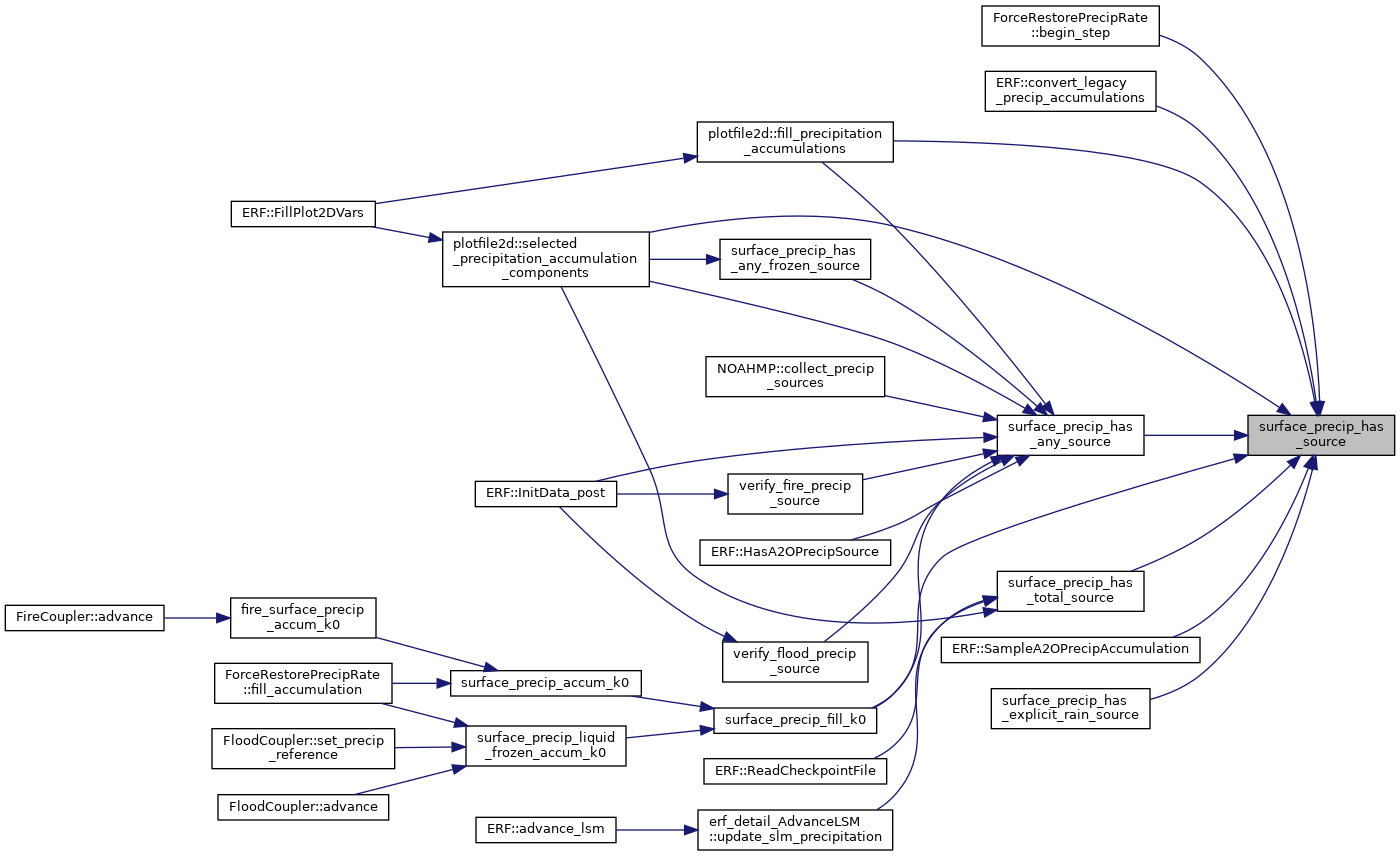 ForceRestorePrecipRate
::begin_step
ERF::convert_legacy
_precip_accumulations
plotfile2d::fill_precipitation
_accumulations
ERF::FillPlot2DVars
plotfile2d::selected
_precipitation_accumulation
_components
surface_precip_has
_any_frozen_source
NOAHMP::collect_precip
_sources
surface_precip_has
_any_source
surface_precip_has
_source
ERF::InitData_post
verify_fire_precip
_source
ERF::HasA2OPrecipSource
surface_precip_has
_total_source
FireCoupler::advance
fire_surface_precip
_accum_k0
verify_flood_precip
_source
ERF::SampleA2OPrecipAccumulation
ForceRestorePrecipRate
::fill_accumulation
surface_precip_accum_k0
surface_precip_has
_explicit_rain_source
surface_precip_fill_k0
FloodCoupler::set_precip
_reference
surface_precip_liquid
_frozen_accum_k0
ERF::ReadCheckpointFile
FloodCoupler::advance
ERF::advance_lsm
erf_detail_AdvanceLSM
::update_slm_precipitation